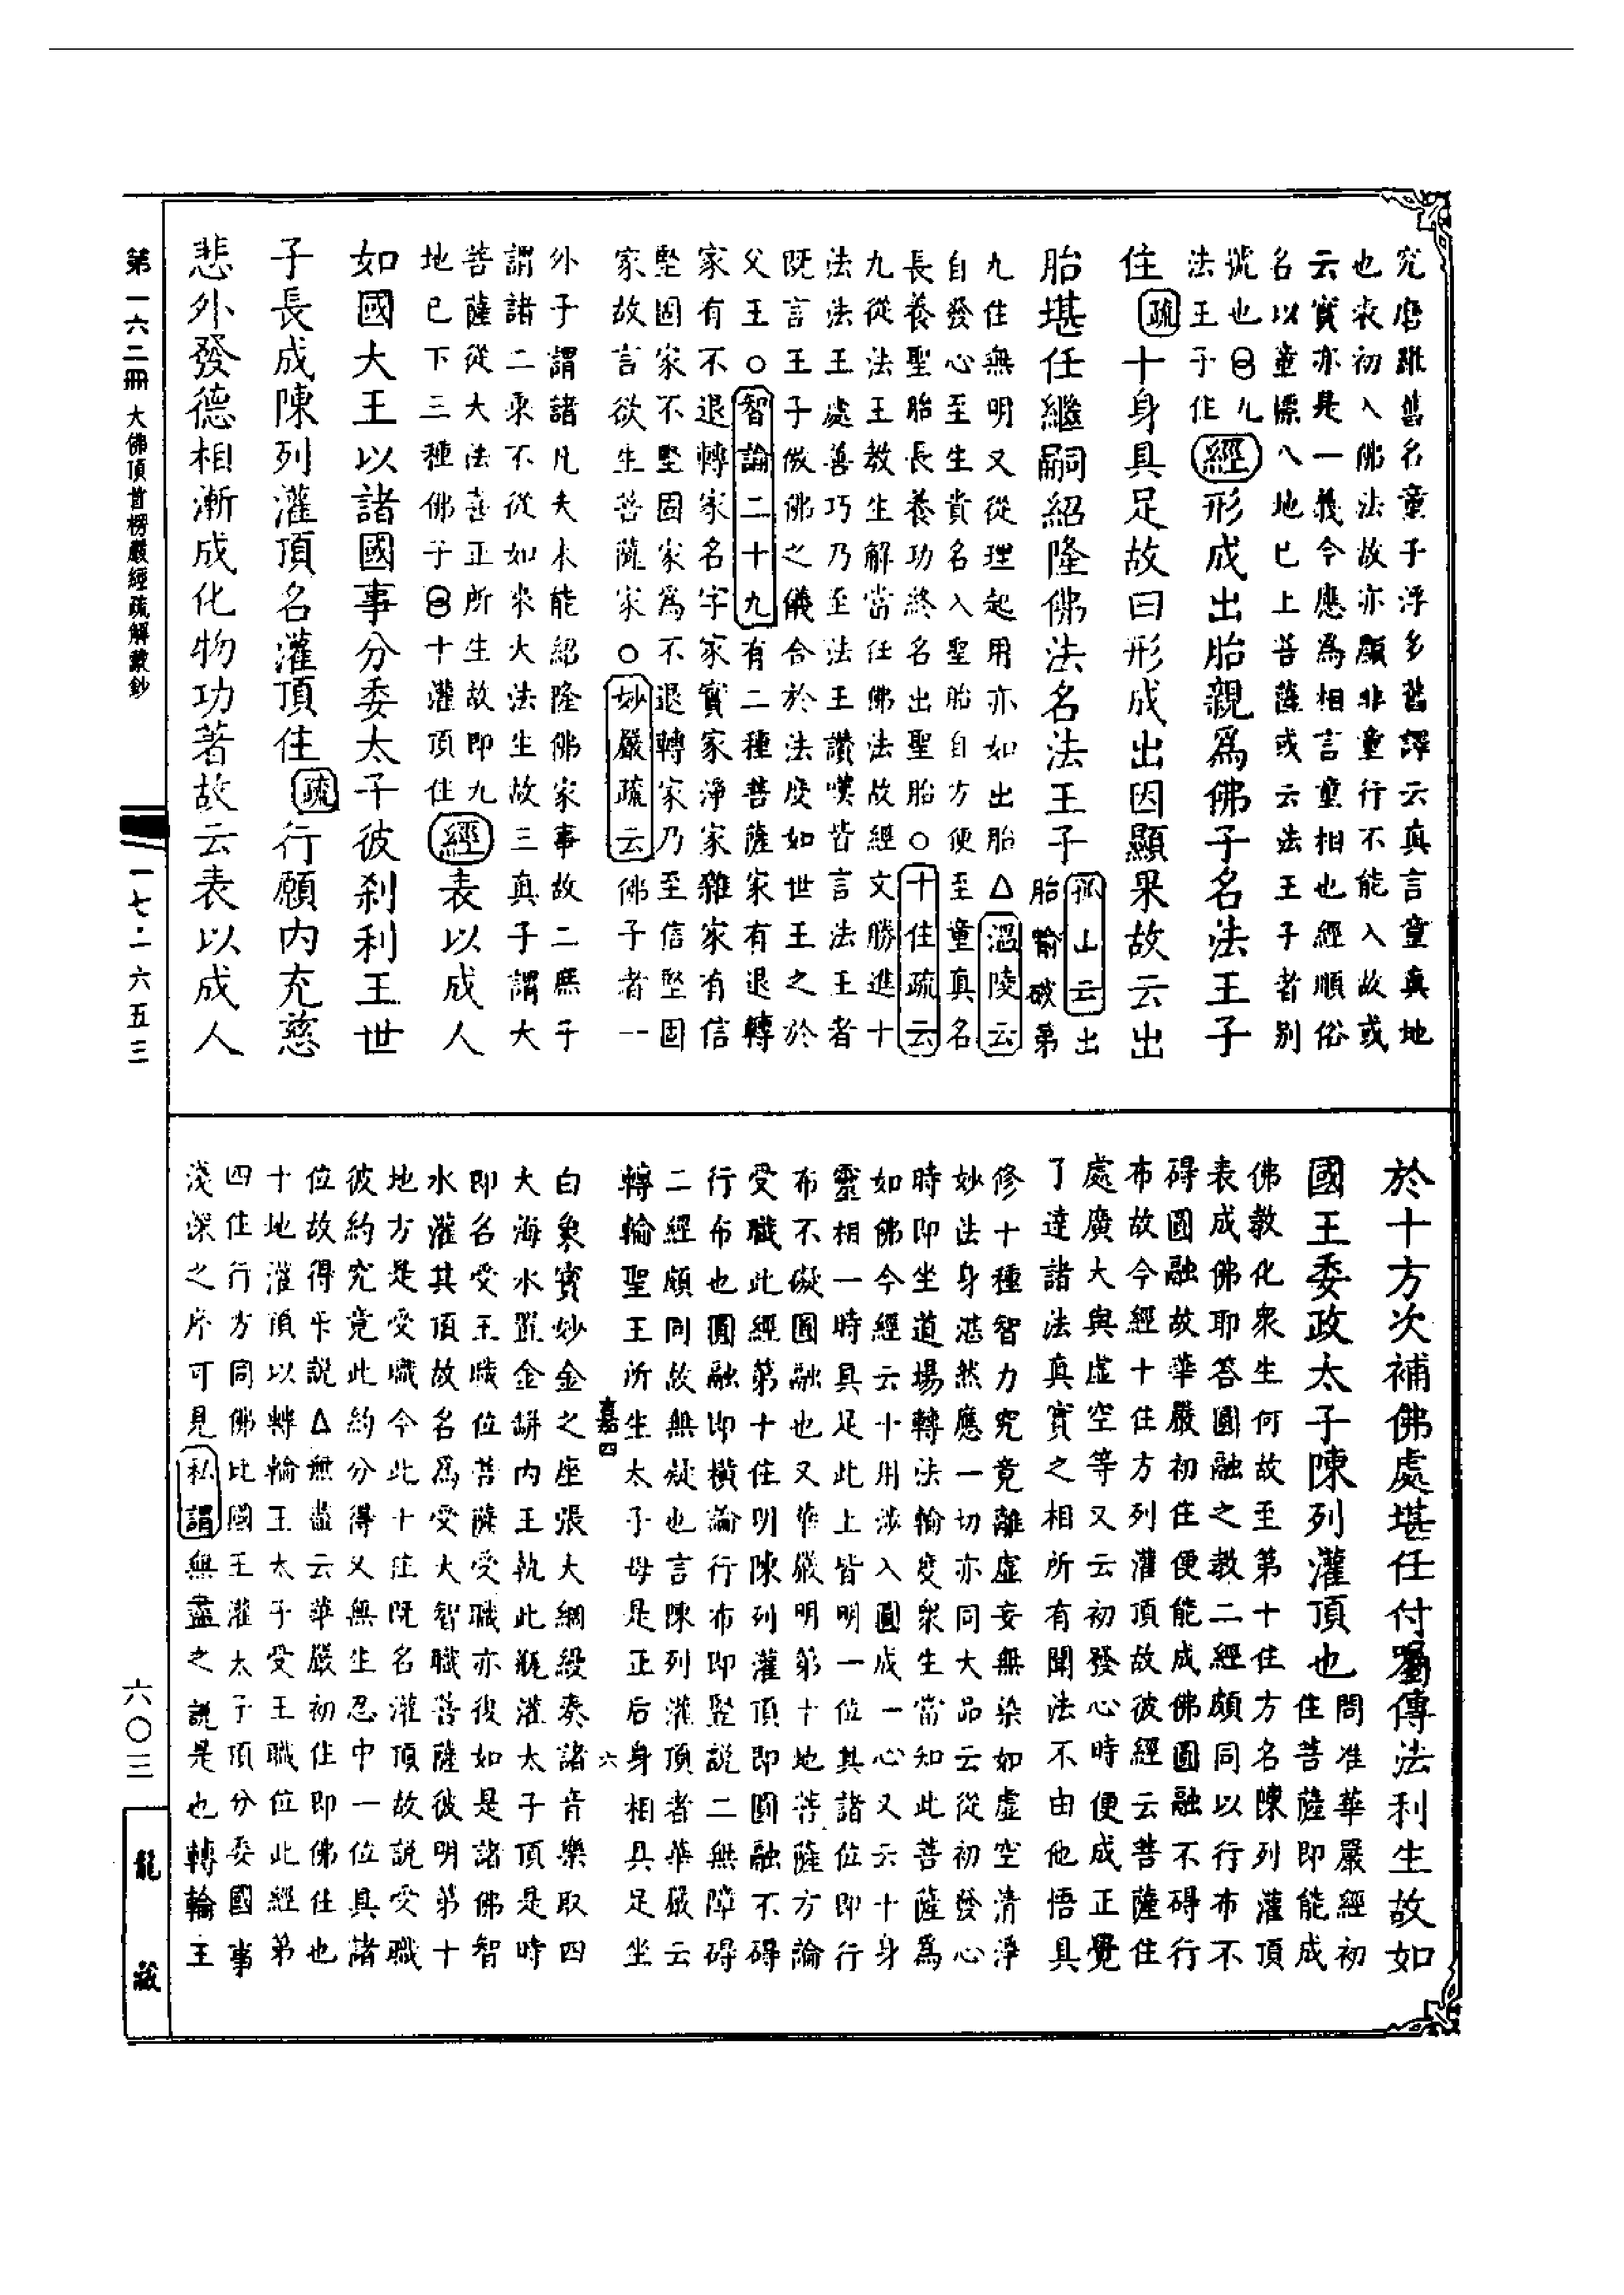 究磨羅舊名童子浮多舊譯云真言童真地
也表初入佛法故亦顯非童行不能入故或
云實亦是一義今應為相言童相也經順俗
名以童標八地已上菩薩或云法王子者別
號也 九
法王子住
經形成出胎親為佛子名法王子
住疏十身具足故曰形成出因顯果故云出
胎堪任繼嗣紹隆佛法名法王子
孤山云出
胎喻破第
九住無明又從理起用亦如出胎△溫陵云
自發心至生貴名入聖胎自方便至童真名
長養聖胎長養功終名出聖胎○十住疏云
九從法王教生解當任佛法故經文勝進十
法法王處善巧乃至法王讚嘆皆言法王者
既言王子倣佛之儀合於法度如世王之於
父王○智論二十九有二種菩薩家有退轉
家有不退轉家名字家實家淨家雜家有信
堅固家不堅固家為不退轉家乃至信堅固
家故言欲生菩薩家○妙嚴疏云佛子者一
外子謂諸凡夫未能紹隆佛家事故二庶子
謂諸二乘不從如來大法生故三真子謂大
菩薩從大法喜正所生故即九
地已下三種佛子 十灌頂住
經表以成人
如國大王以諸國事分委太子彼剎利王世
子長成陳列灌頂名灌頂住疏行願內充慈
悲外發德相漸成化物功著故云表以成人
第一六二冊 大佛頂首楞嚴經疏解蒙鈔
一七·一六五三
於十方次補佛處堪任付囑傳法利生故如
國王委政太子陳列灌頂也
問准華嚴經初
住菩薩即能成
佛教化衆生何故至第十住方名陳列灌頂
表成佛耶答圓融之教二經頗同以行布不
碍圓融故華嚴初住便能成佛圓融不碍行
布故今經十住方列灌頂故彼經云菩薩住
處廣大與虛空等又云初發心時便成正覺
了達諸法真實之相所有聞法不由他悟具
修十種智力究竟離虛妄無染如虛空清淨
妙法身湛然應一切亦同大品云從初發心
時即坐道場轉法輪度衆生當知此菩薩為
如佛今經云十用涉入圓成一心又云十身
靈相一時具足此上皆明一位其諸位即行
布不礙圓融也又華嚴明第十地菩薩方論
受職此經第十住明陳列灌頂即圓融不碍
行布也圓融即橫論行布即豎說二無障碍
二經頗同故無疑也言陳列灌頂者華嚴云
轉輪聖王所生太子母是正后身相具足坐
嘉四
六
白象寶妙金之座張大網縵奏諸音樂取四
大海水置金缾內王執此瓶灌太子頂是時
即名受王職位菩薩受職亦復如是諸佛智
水灌其頂故名為受大智職菩薩彼明第十
地方是受職今此十住既名灌頂故說受職
彼約究竟此約分得又無生忍中一位具諸
位故得作說△無盡云華嚴初住即佛住也
十地灌頂以轉輪王太子受王職位此經第
四住行方同佛比國王灌太子頂分委國事
淺深之序可見私謂無盡之說是也轉輪王
六〇三
龍藏